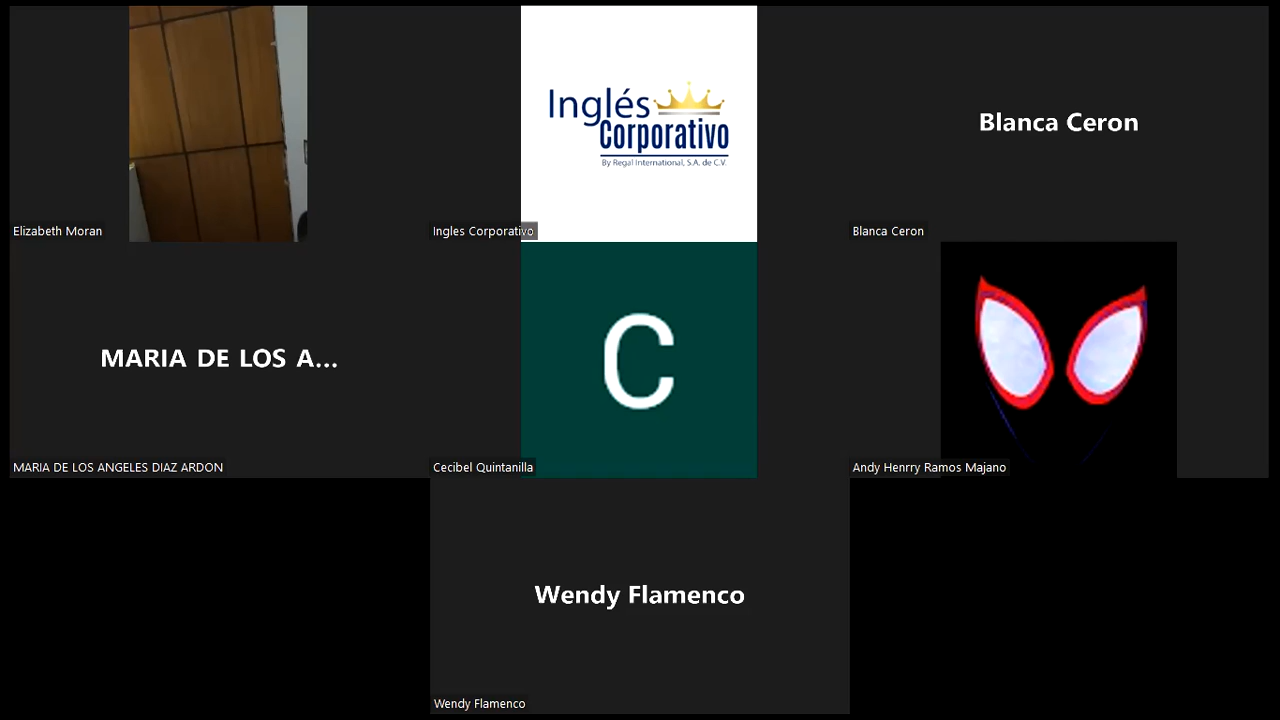 Elizabeth Moran
Inglés
Corporativo
By Regal International, S.A. de C.V.
Ingles Corporativo
Blanca Ceron
Blanca Ceron
MARIA DE LOS A...
MARIA DE LOS ANGELES DIAZ ARDON
C
Cecibel Quintanilla
Andy Henrry Ramos Majano
Wendy Flamenco
Wendy Flamenco